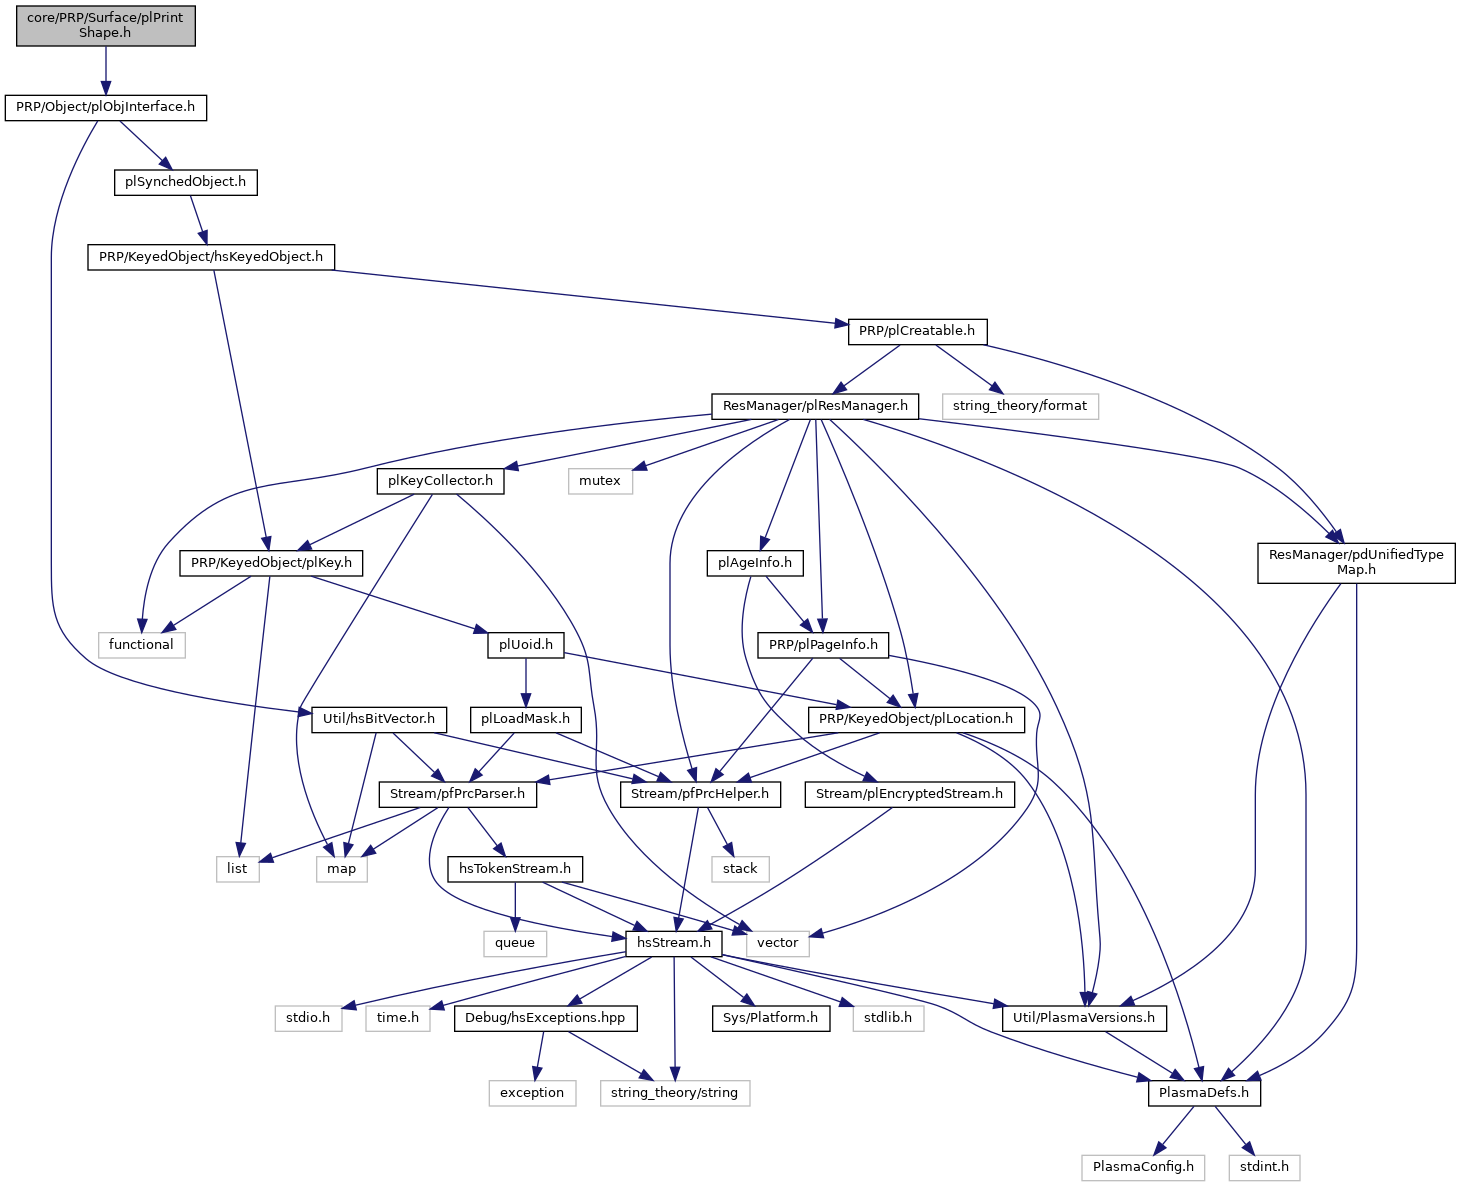 core/PRP/Surface/plPrint
Shape.h
PRP/Object/plObjInterface.h
plSynchedObject.h
PRP/KeyedObject/hsKeyedObject.h
PRP/plCreatable.h
ResManager/plResManager.h
string_theory/format
plKeyCollector.h
mutex
PRP/KeyedObject/plKey.h
plAgeInfo.h
ResManager/pdUnifiedType
Map.h
functional
plUoid.h
PRP/plPageInfo.h
Util/hsBitVector.h
plLoadMask.h
PRP/KeyedObject/plLocation.h
Stream/pfPrcParser.h
Stream/pfPrcHelper.h
Stream/plEncryptedStream.h
list
map
hsTokenStream.h
stack
queue
hsStream.h
vector
stdio.h
time.h
Debug/hsExceptions.hpp
Sys/Platform.h
stdlib.h
Util/PlasmaVersions.h
exception
string_theory/string
PlasmaDefs.h
PlasmaConfig.h
stdint.h